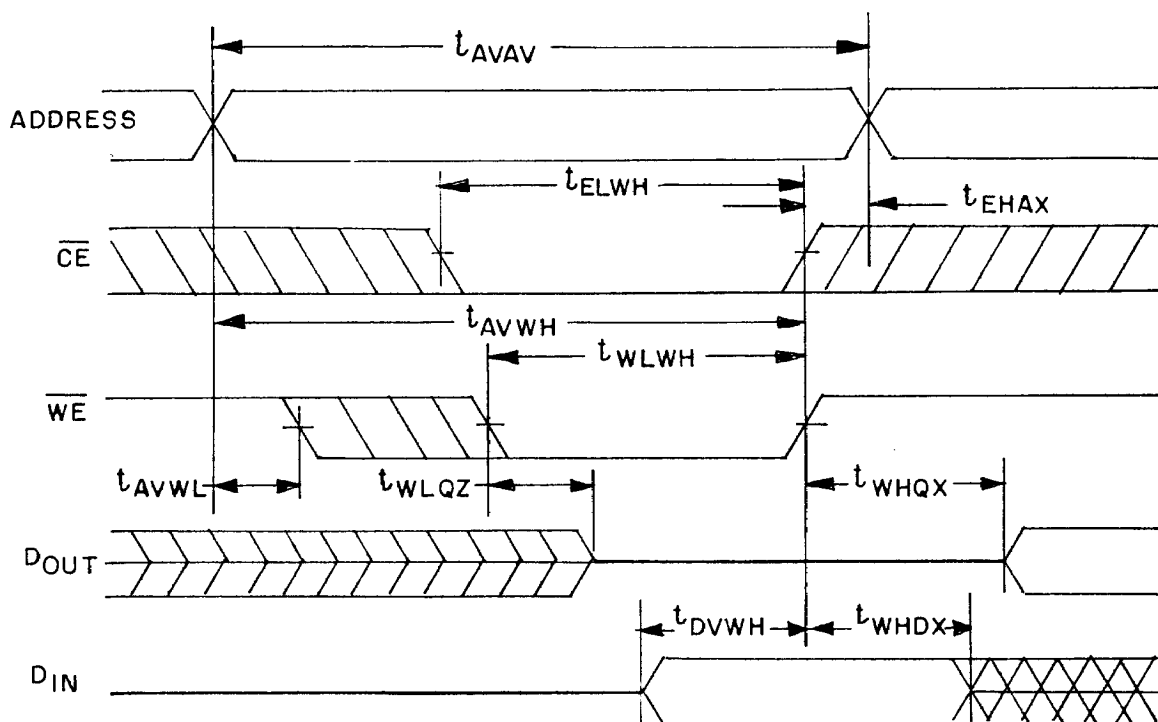 tAVAV
ADDRESS
tELWH
tEHAX
CE
tAVWH
tWLWH
WE
tAVWL
tWLQZ
tWHQX
DOUT
tDVWH
tWHDX
DIN